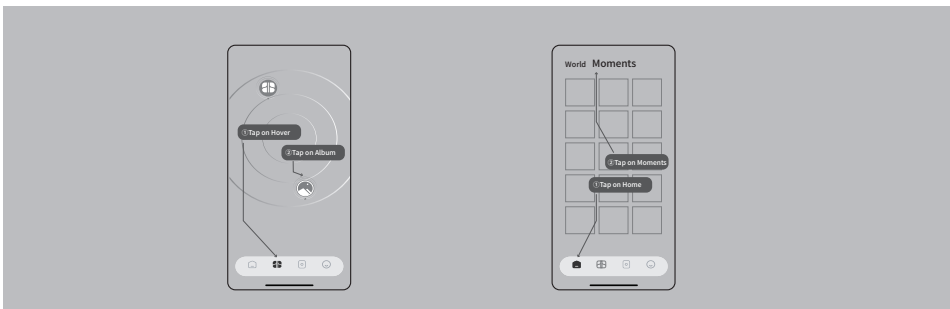 ①Tap on Hover
②Tap on Album
World Moments
②Tap on Moments
①Tap on Home